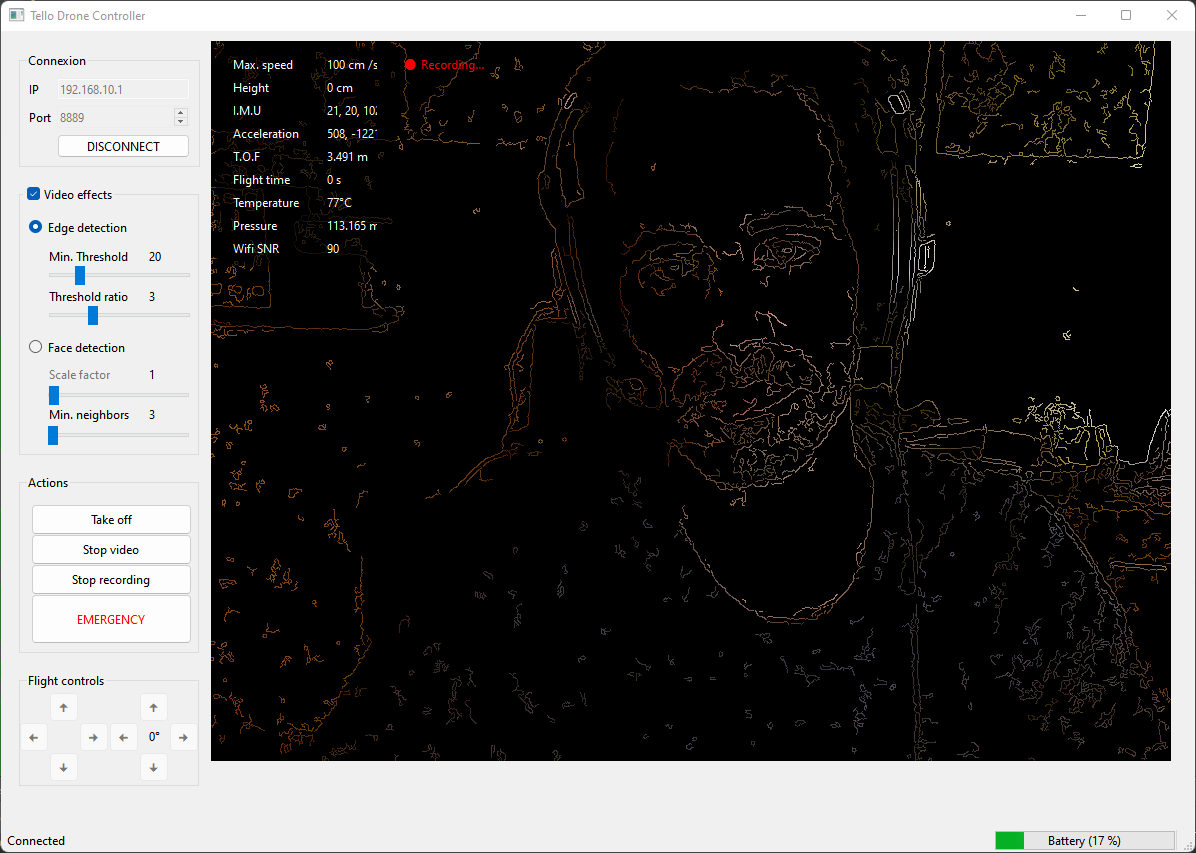 Tello Drone Controller
Connexion
IP 192.168.10.1
Port 8889
DISCONNECT
Video effects
Edge detection
Min. Threshold 20
Threshold ratio 3
Face detection
Scale factor 1
Min. neighbors 3
Actions
Take off
Stop video
Stop recording
EMERGENCY
Flight controls
0°
Max. speed 100 cm /s
Height 0 cm
I.M.U 21, 20, 10
Acceleration 508, -122
T.O.F 3.491 m
Flight time 0 s
Temperature 77°C
Pressure 113.165 m
Wifi SNR 90
Recording...
Connected
Battery (17 %)